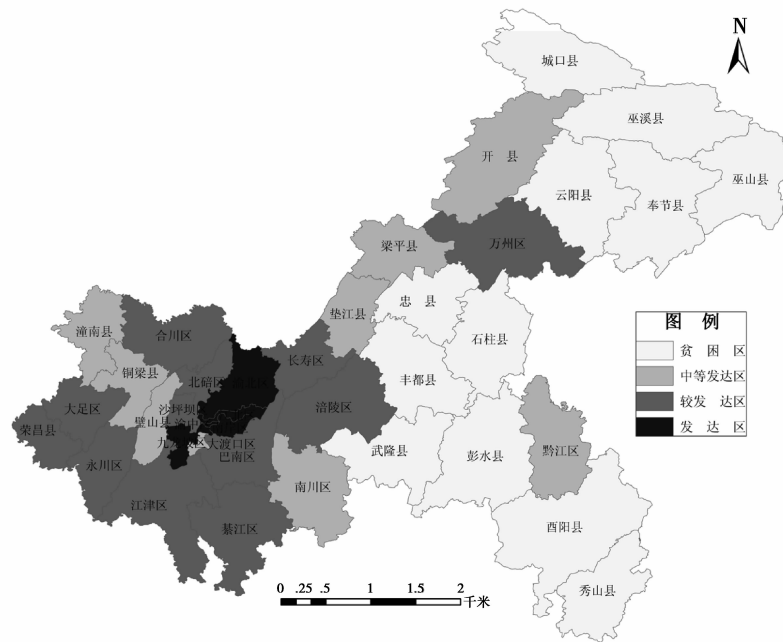 N
城口县
巫溪县
开 县
巫山县
云阳县
奉节县
万州区
梁平县
忠 县
垫江县
石柱县
潼南县
合川区
长寿区
铜梁县
北碚区
丰都县
大足区
沙坪坝
涪陵区
荣昌县
璧山县
渝中
大渡口区
武隆县
彭水县
黔江区
永川区
巴南区
南川区
江津区
綦江区
酉阳县
秀山县
图 例
贫 困 区
中等发达区
较发 达区
发 达 区
0 .25 .5 1 1.5 2
千米